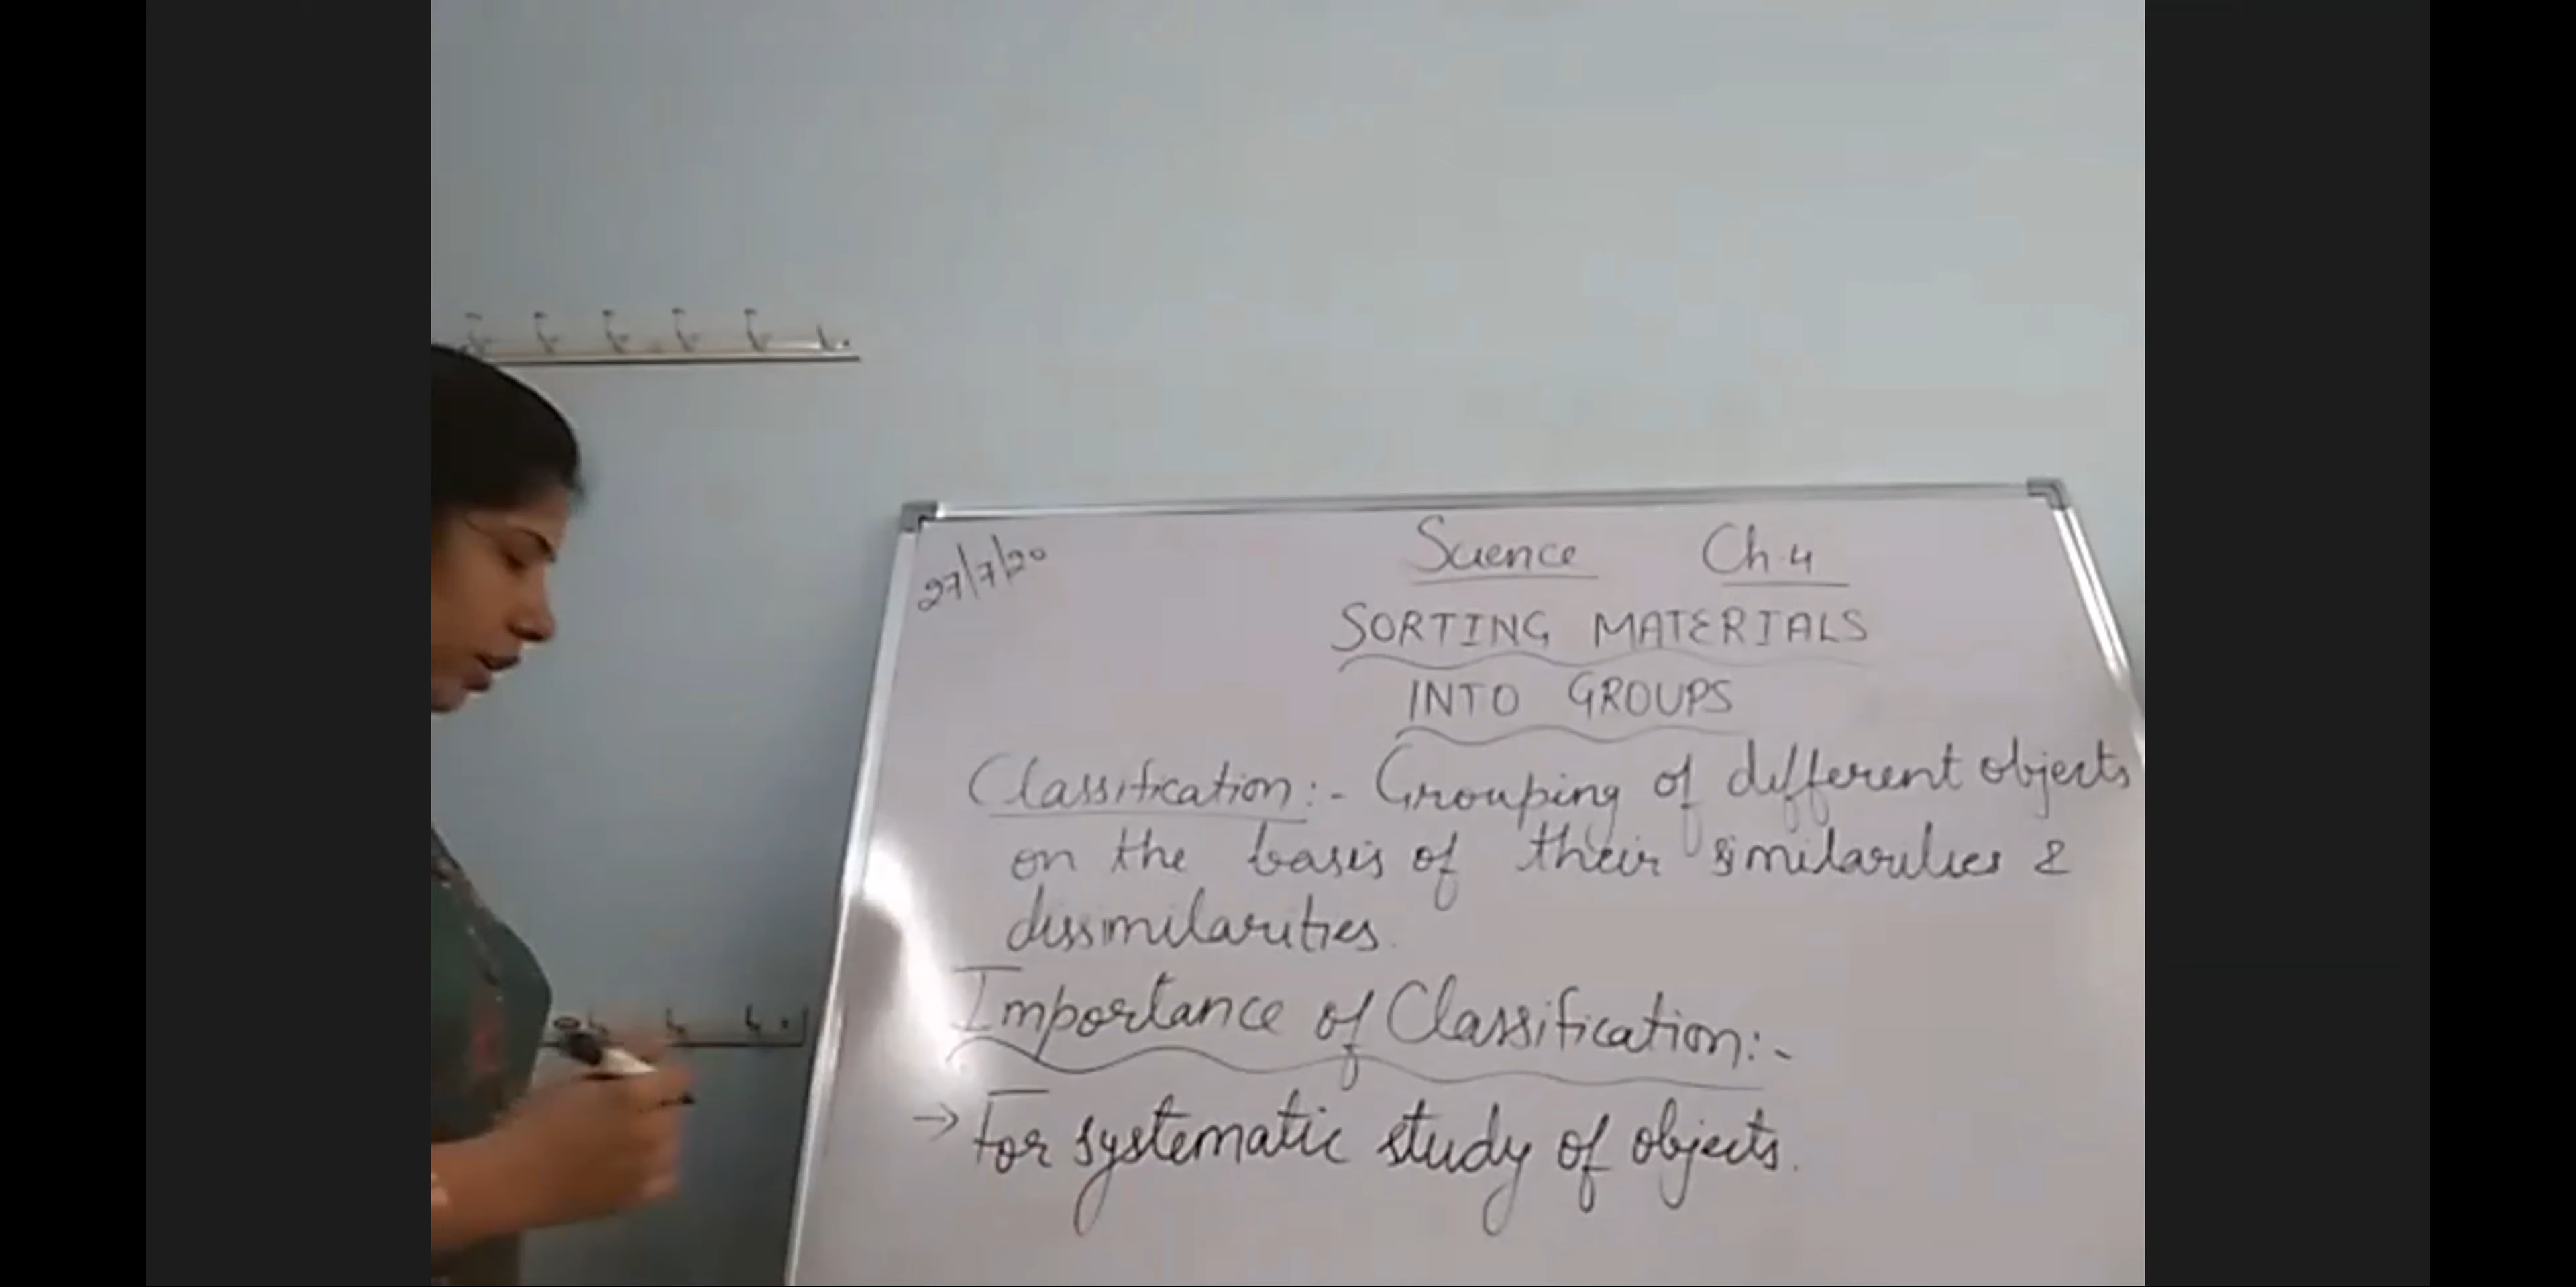 27/7/20
Science Ch.4
SORTING MATERIALS
INTO GROUPS
Classification:- Grouping of different objects
on the basis of their similarities &
dissimilarities.
Importance of Classification:-
→ For systematic study of objects.